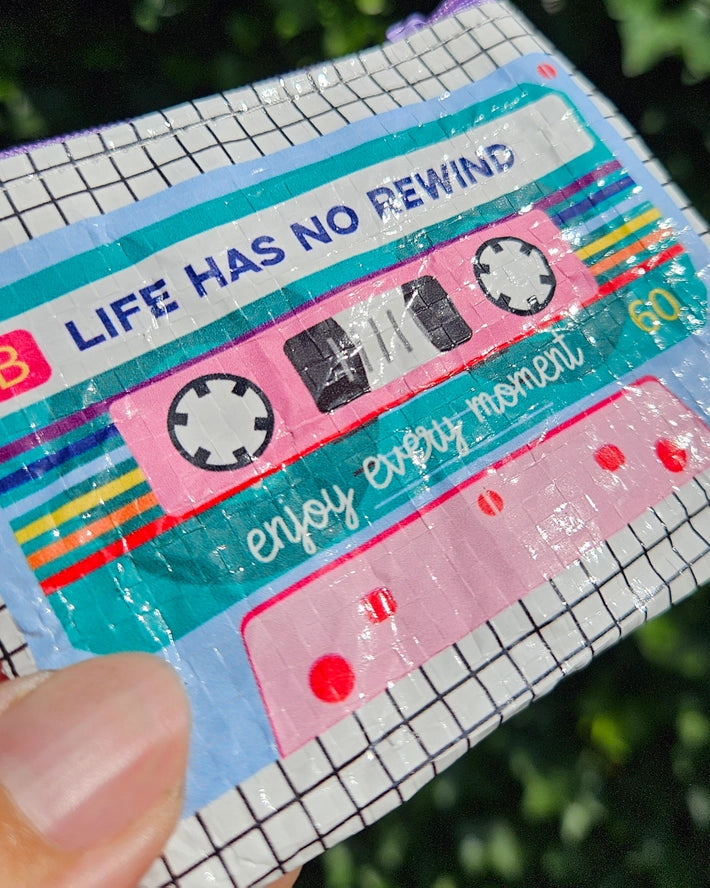 LIFE HAS NO REWIND
B
60
enjoy every moment